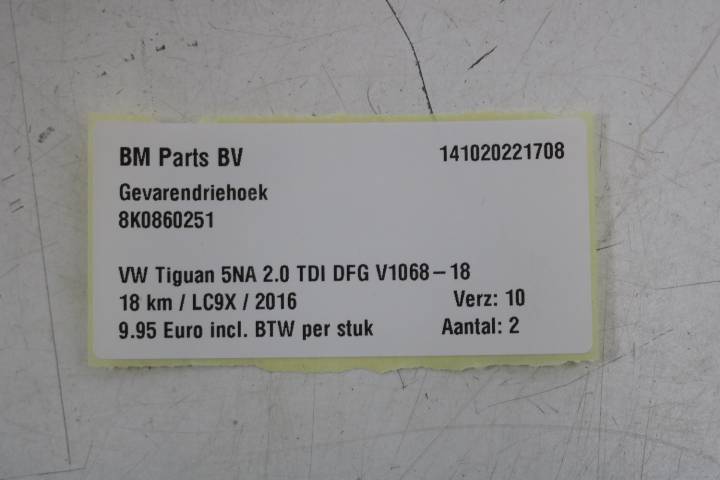 BM Parts BV 141020221708
Gevarendriehoek
8K0860251
VW Tiguan 5NA 2.0 TDI DFG V1068-18
18 km / LC9X / 2016 Verz: 10
9.95 Euro incl. BTW per stuk Aantal: 2